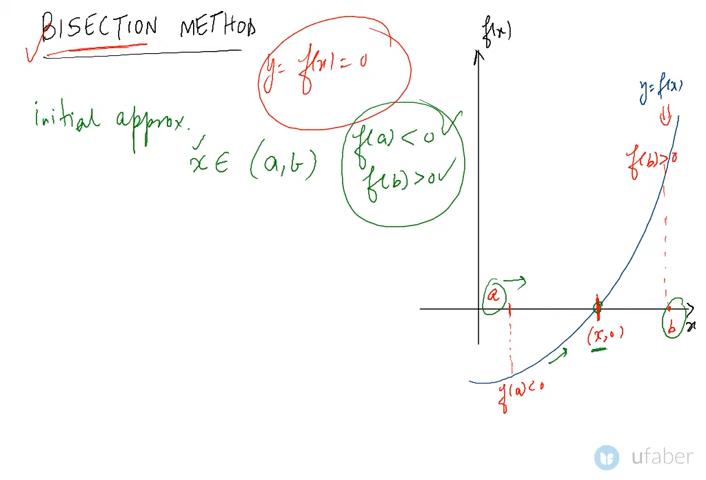 BISECTION METHOD
y = f(x) = 0
initial approx.
x ∈ (a, b)
f(a) < 0
f(b) > 0
f(x)
y = f(x)
f(b) > 0
a
(x, 0)
b
x
f(a) < 0
ufaber